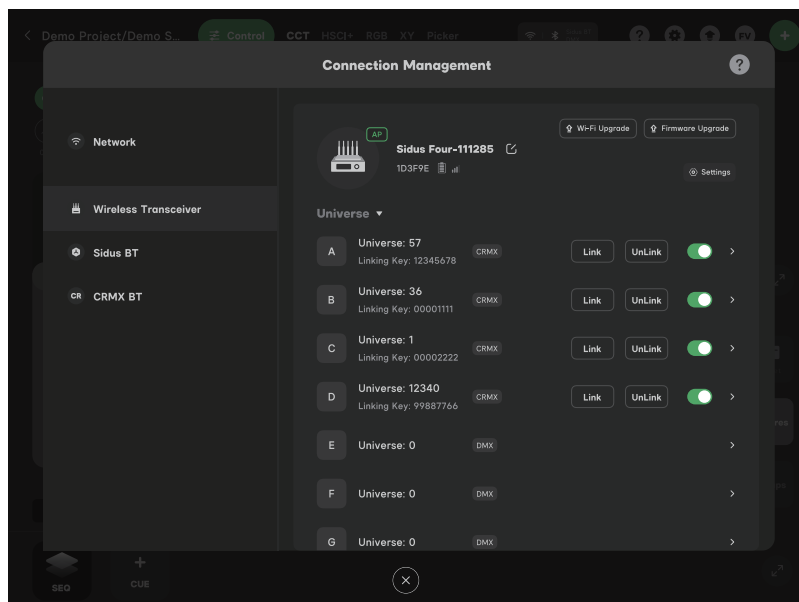 Demo Project/Demo S...
Control
CCT
HSCI+
RGB
XY
Picker
FV
Connection Management
?
Network
Wireless Transceiver
Sidus BT
CR
CRMX BT
AP
Sidus Four-111285
1D3F9E
Wi-Fi Upgrade
Firmware Upgrade
Settings
Universe
A
Universe: 57
Linking Key: 12345678
CRMX
Link
UnLink
B
Universe: 36
Linking Key: 00001111
CRMX
Link
UnLink
C
Universe: 1
Linking Key: 00002222
CRMX
Link
UnLink
D
Universe: 12340
Linking Key: 99887766
CRMX
Link
UnLink
E
Universe: 0
DMX
F
Universe: 0
DMX
G
Universe: 0
DMX
SEQ
CUE